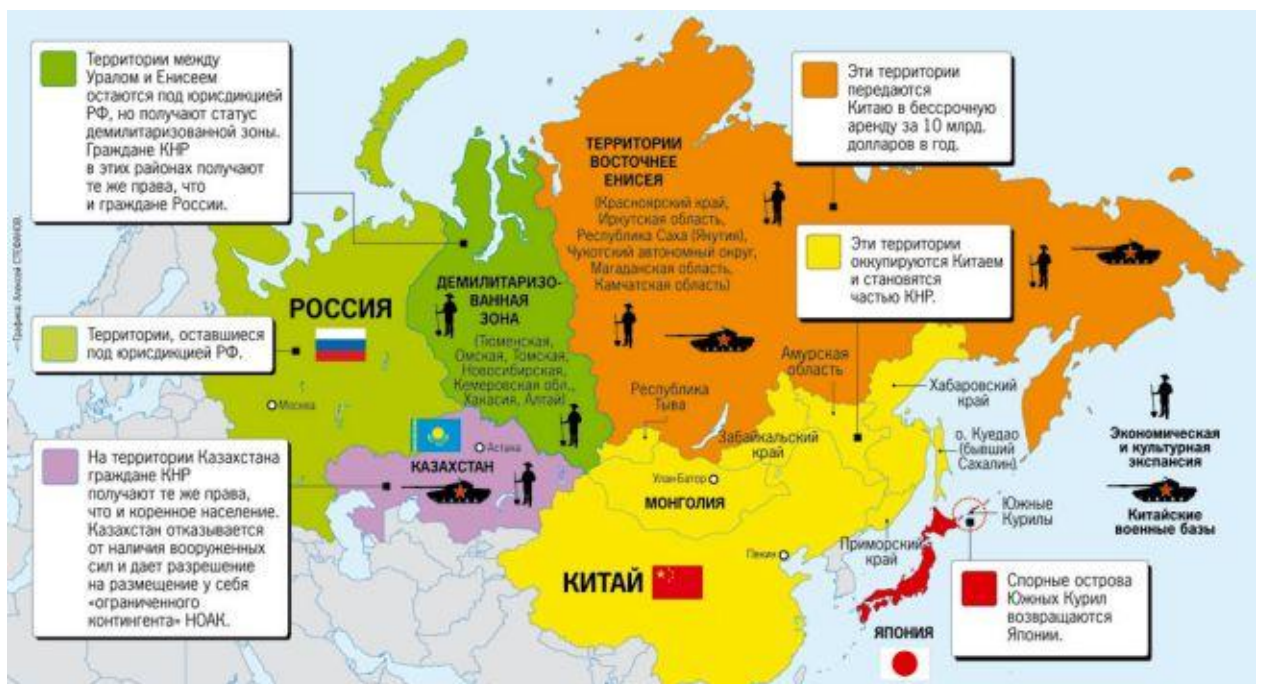 Территории между
Уралом и Енисеем
остаются под юрисдикцией
РФ, но получают статус
демилитаризованной зоны.
Граждане КНР
в этих районах получают
те же права, что
и граждане России.
Эти территории
передаются
Китаю в бессрочную
аренду за 10 млрд.
долларов в год.
ТЕРРИТОРИИ
ВОСТОЧНЕЕ
ЕНИСЕЯ
(Красноярский край,
Иркутская область,
Республика Саха (Якутия),
Чукотский автономный округ,
Магаданская область,
Камчатская область)
Эти территории
оккупируются Китаем
и становятся
частью КНР.
Графика: Алексей СТЕФАНОВ.
РОССИЯ
ДЕМИЛИТАРИЗО-
ВАННАЯ
ЗОНА
(Тюменская,
Омская, Томская,
Новосибирская,
Кемеровская обл.,
Хакасия, Алтай)
Территории, оставшиеся
под юрисдикцией РФ.
Москва
Республика
Тыва
Амурская
область
Хабаровский
край
Забайкальский
край
о. Куедао
(бывший
Сахалин)
Экономическая
и культурная
экспансия
Астана
КАЗАХСТАН
На территории Казахстана
граждане КНР
получают те же права,
что и коренное население.
Казахстан отказывается
от наличия вооруженных
сил и дает разрешение
на размещение у себя
«ограниченного
контингента» НОАК.
Улан-Батор
МОНГОЛИЯ
Южные
Курилы
Китайские
военные базы
Пекин
Приморский
край
КИТАЙ
ЯПОНИЯ
Спорные острова
Южных Курил
возвращаются
Японии.